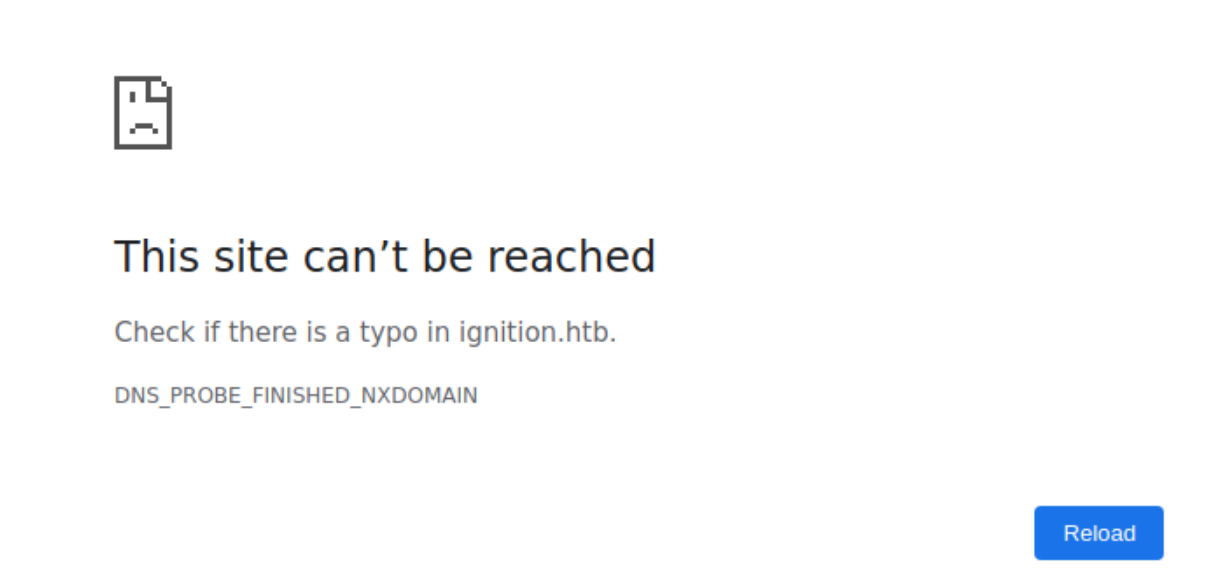 This site can’t be reached
Check if there is a typo in ignition.htb.
DNS_PROBE_FINISHED_NXDOMAIN
Reload